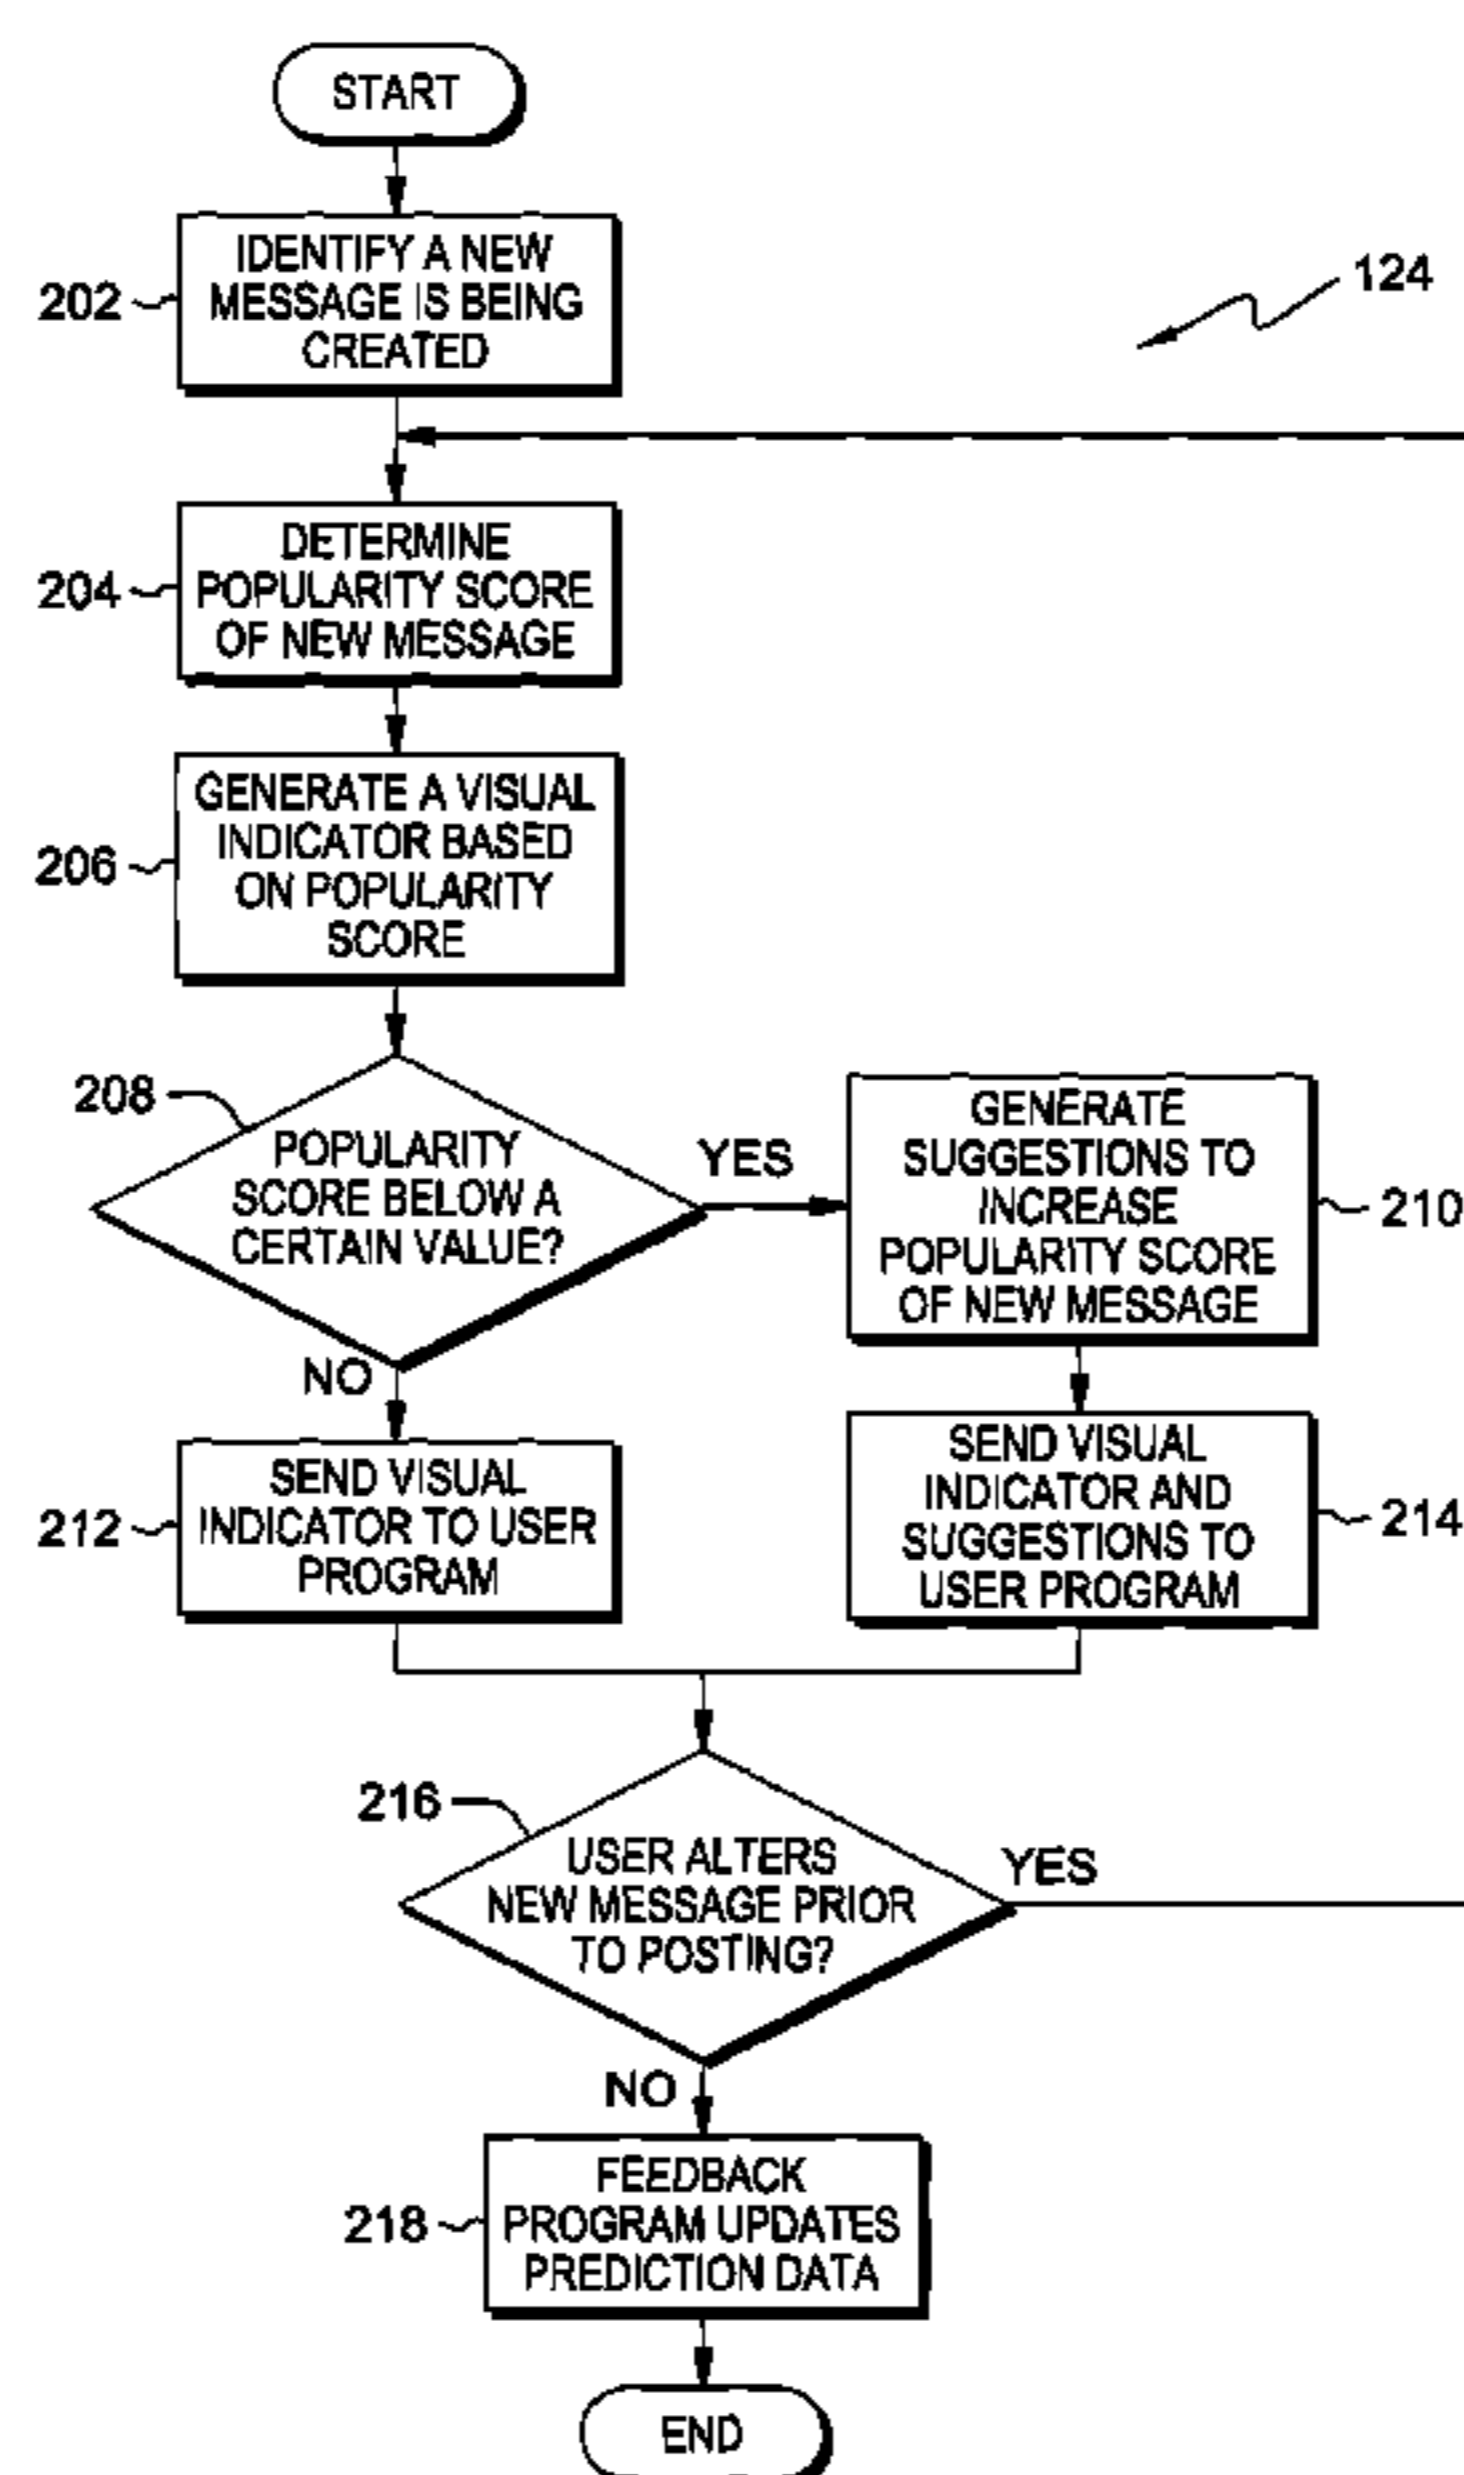 START
IDENTIFY A NEW
MESSAGE IS BEING
CREATED
202
124
DETERMINE
POPULARITY SCORE
OF NEW MESSAGE
204
GENERATE A VISUAL
INDICATOR BASED
ON POPULARITY
SCORE
206
208
POPULARITY
SCORE BELOW A
CERTAIN VALUE?
YES
GENERATE
SUGGESTIONS TO
INCREASE
POPULARITY SCORE
OF NEW MESSAGE
210
NO
SEND VISUAL
INDICATOR TO USER
PROGRAM
212
SEND VISUAL
INDICATOR AND
SUGGESTIONS TO
USER PROGRAM
214
216
USER ALTERS
NEW MESSAGE PRIOR
TO POSTING?
YES
NO
FEEDBACK
PROGRAM UPDATES
PREDICTION DATA
218
END